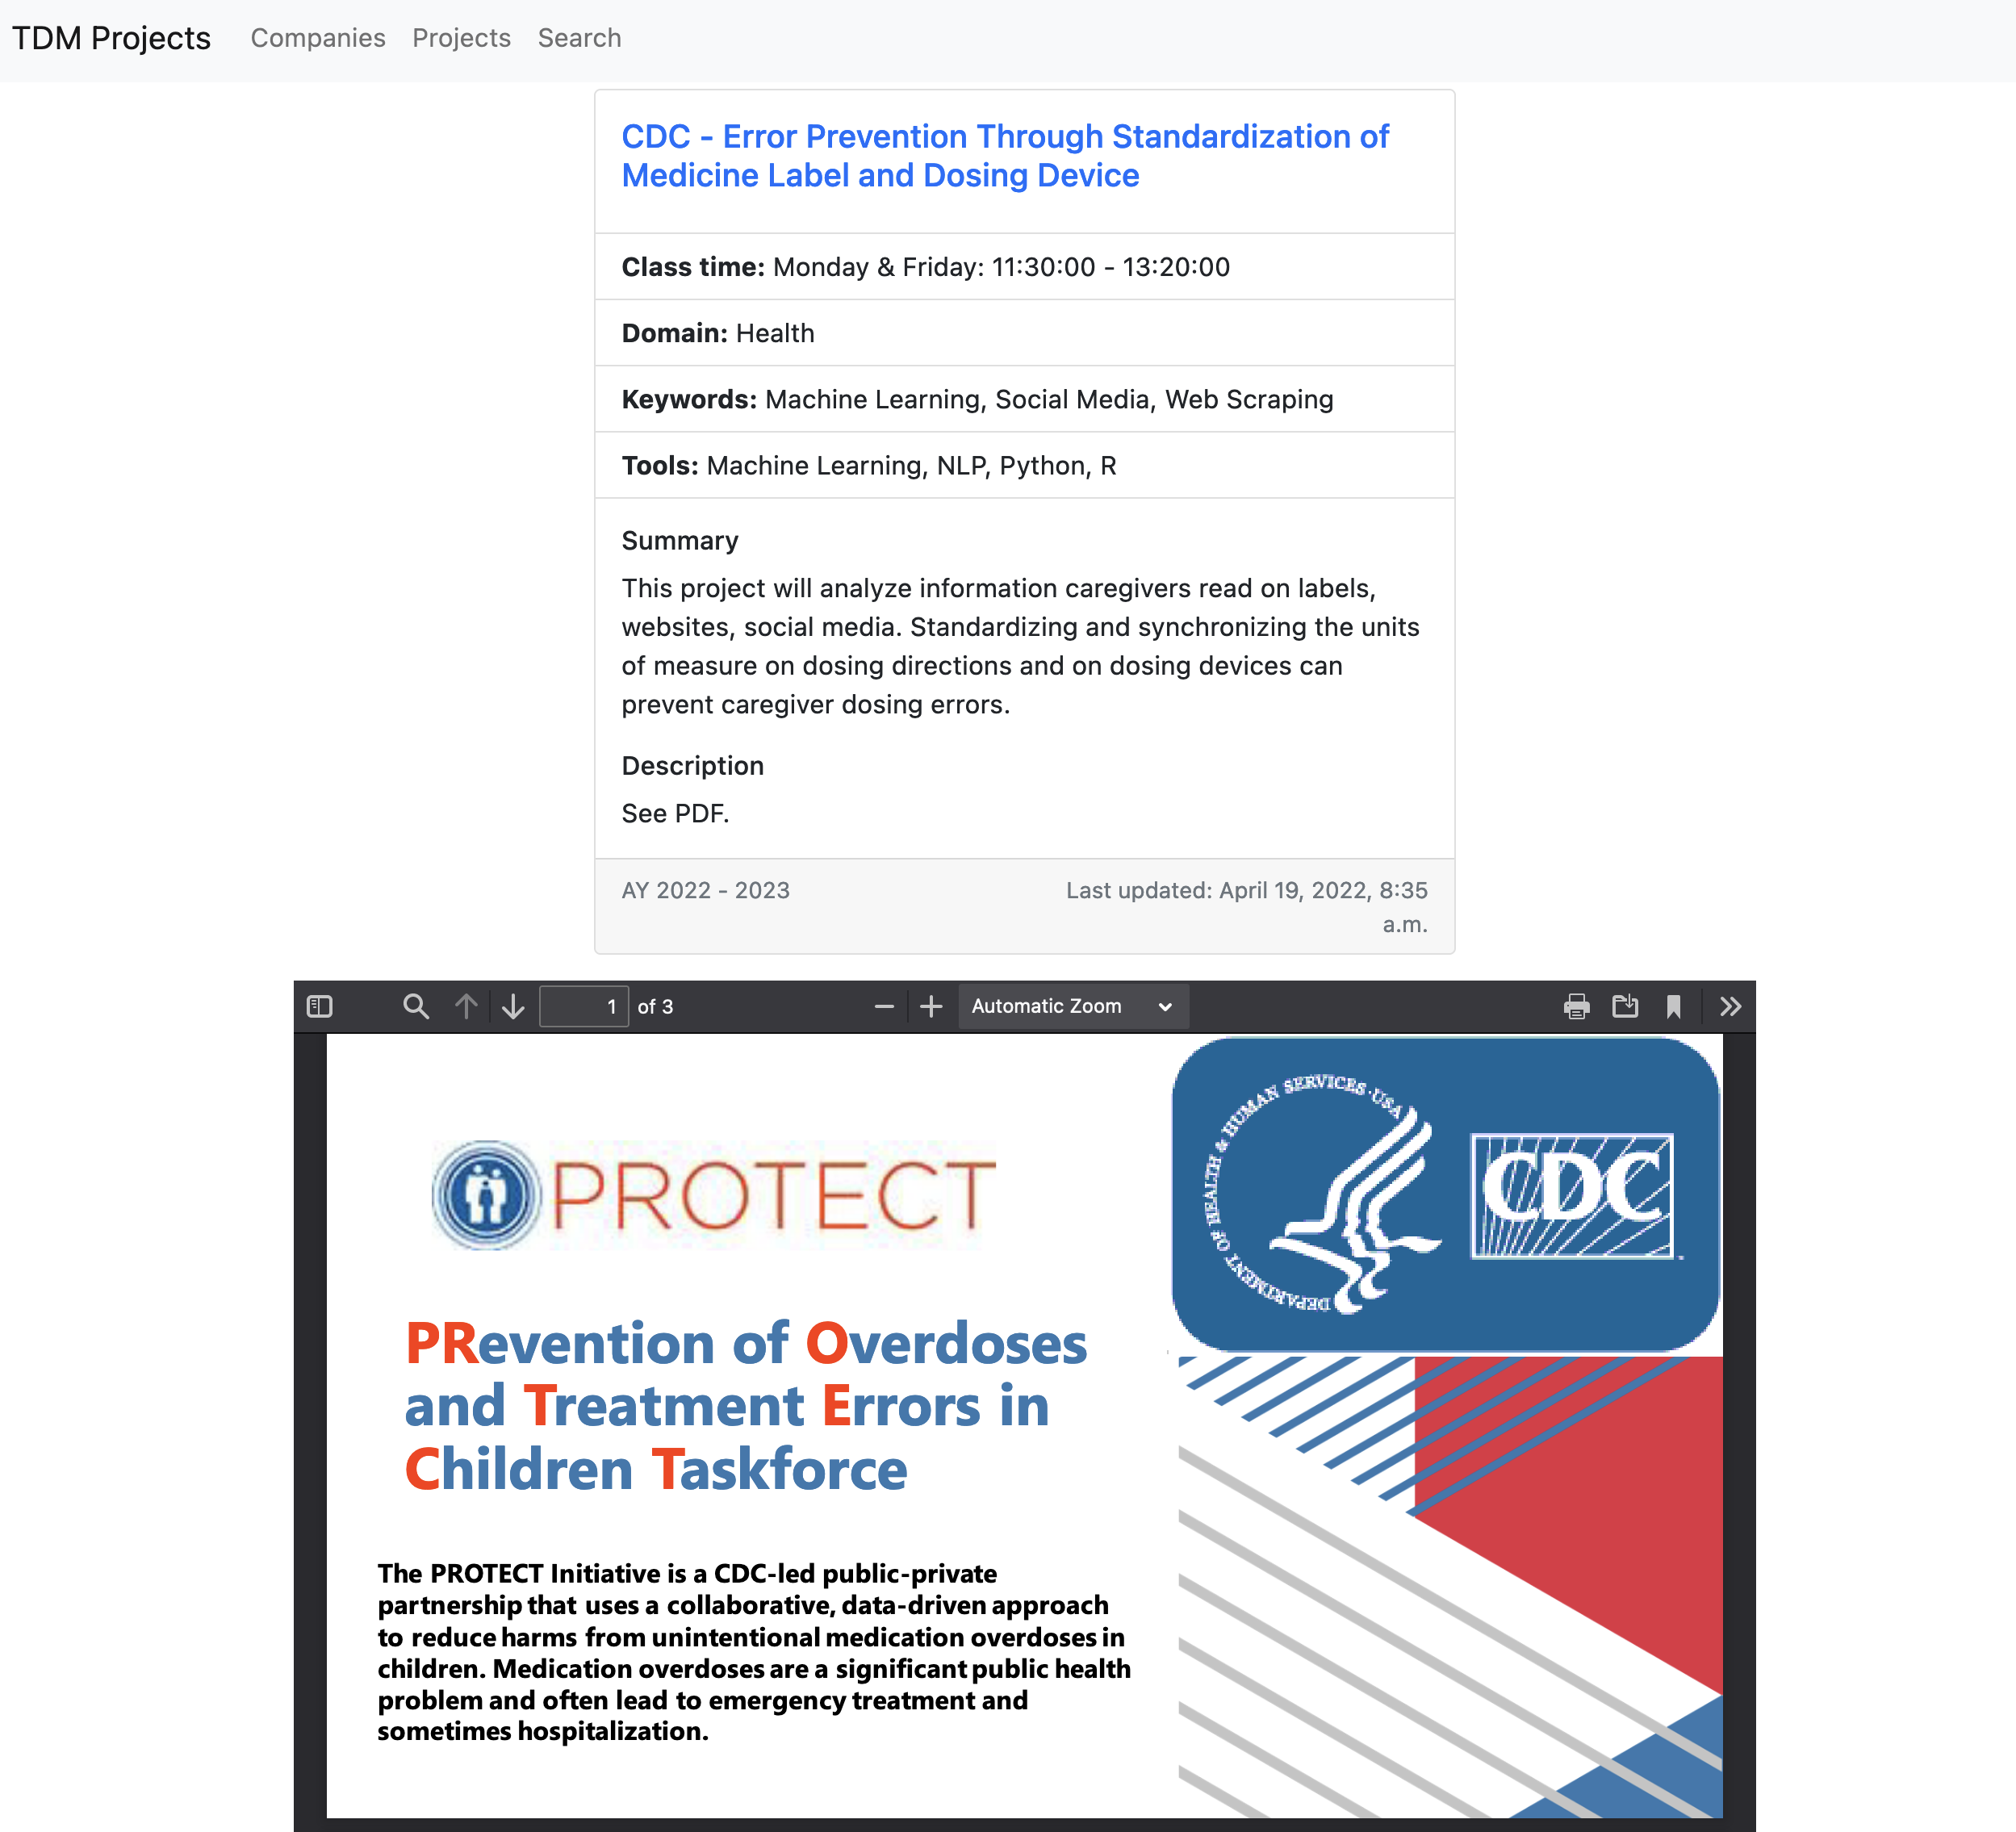 TDM Projects Companies Projects Search
CDC - Error Prevention Through Standardization of
Medicine Label and Dosing Device
Class time: Monday & Friday: 11:30:00 - 13:20:00
Domain: Health
Keywords: Machine Learning, Social Media, Web Scraping
Tools: Machine Learning, NLP, Python, R
Summary
This project will analyze information caregivers read on labels,
websites, social media. Standardizing and synchronizing the units
of measure on dosing directions and on dosing devices can
prevent caregiver dosing errors.
Description
See PDF.
AY 2022 - 2023 Last updated: April 19, 2022, 8:35
a.m.
1 of 3 Automatic Zoom
PROTECT
DEPARTMENT OF HEALTH & HUMAN SERVICES·USA
CDC
PRevention of Overdoses
and Treatment Errors in
Children Taskforce
The PROTECT Initiative is a CDC-led public-private
partnership that uses a collaborative, data-driven approach
to reduce harms from unintentional medication overdoses in
children. Medication overdoses are a significant public health
problem and often lead to emergency treatment and
sometimes hospitalization.